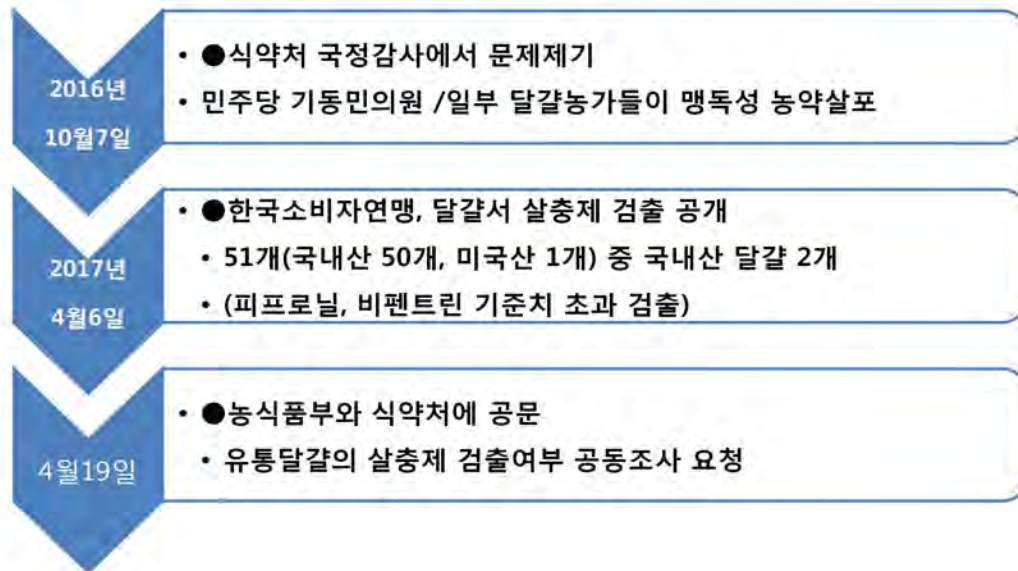 2016년
10월7일
• ●식약처 국정감사에서 문제제기
• 민주당 기동민의원 /일부 달걀농가들이 맹독성 농약살포
2017년
4월6일
• ●한국소비자연맹, 달걀서 살충제 검출 공개
• 51개(국내산 50개, 미국산 1개) 중 국내산 달걀 2개
• (피프로닐, 비펜트린 기준치 초과 검출)
4월19일
• ●농식품부와 식약처에 공문
• 유통달걀의 살충제 검출여부 공동조사 요청